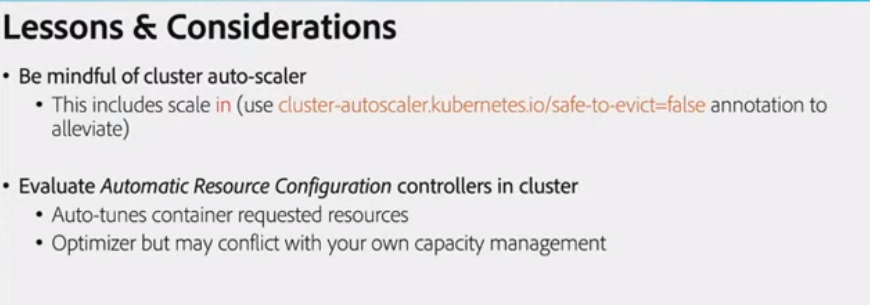 Lessons & Considerations
• Be mindful of cluster auto-scaler
• This includes scale in (use cluster-autoscaler.kubernetes.io/safe-to-evict=false annotation to
alleviate)
• Evaluate Automatic Resource Configuration controllers in cluster
• Auto-tunes container requested resources
• Optimizer but may conflict with your own capacity management